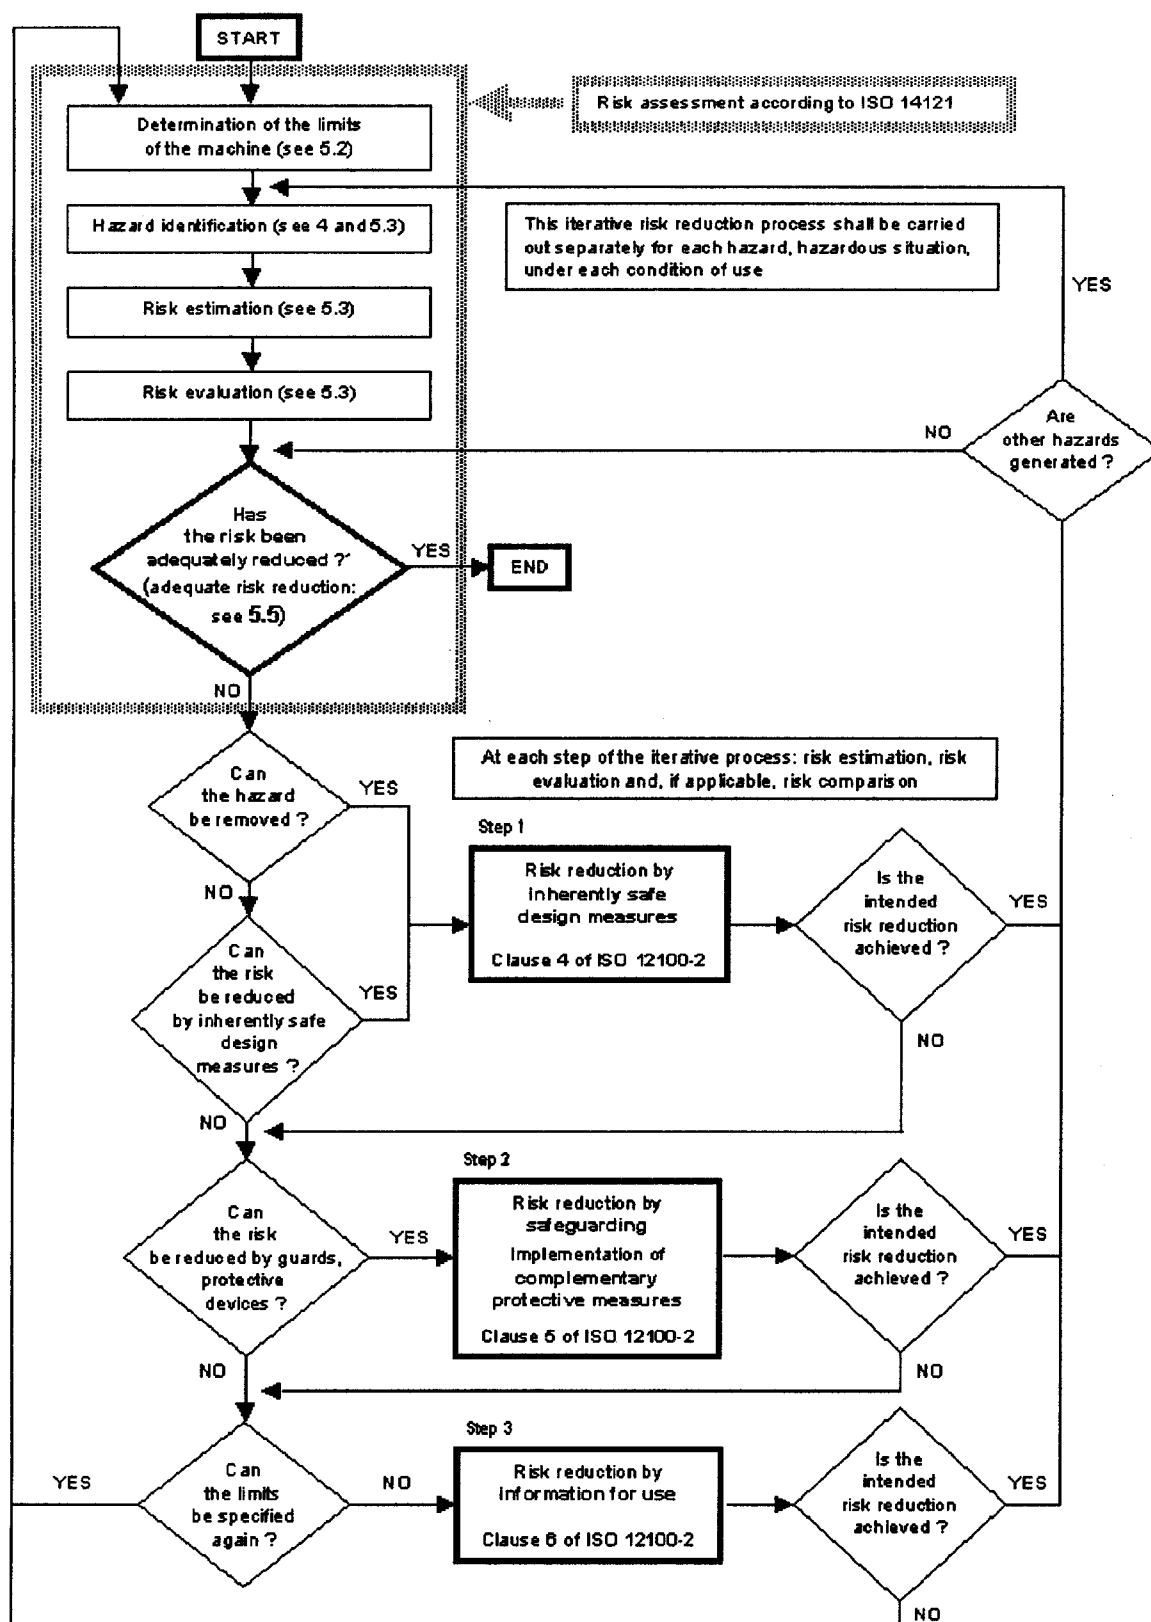 START
Risk assessment according to ISO 14121
Determination of the limits
of the machine (see 5.2)
Hazard identification (see 4 and 5.3)
This iterative risk reduction process shall be carried
out separately for each hazard, hazardous situation,
under each condition of use
YES
Risk estimation (see 5.3)
Risk evaluation (see 5.3)
Are
other hazards
generated ?
NO
Has
the risk been
adequately reduced ?*
(adequate risk reduction:
see 5.5)
YES
END
NO
At each step of the iterative process: risk estimation, risk
evaluation and, if applicable, risk comparison
Can
the hazard
be removed ?
YES
Step 1
Risk reduction by
inherently safe
design measures
Clause 4 of ISO 12100-2
Is the
intended
risk reduction
achieved ?
YES
NO
Can
the risk
be reduced
by inherently safe
design
measures ?
YES
NO
NO
Step 2
Can
the risk
be reduced by guards,
protective
devices ?
YES
Risk reduction by
safeguarding
Implementation of
complementary
protective measures
Clause 5 of ISO 12100-2
Is the
intended
risk reduction
achieved ?
YES
NO
NO
Step 3
YES
Can
the limits
be specified
again ?
NO
Risk reduction by
information for use
Clause 6 of ISO 12100-2
Is the
intended
risk reduction
achieved ?
YES
NO